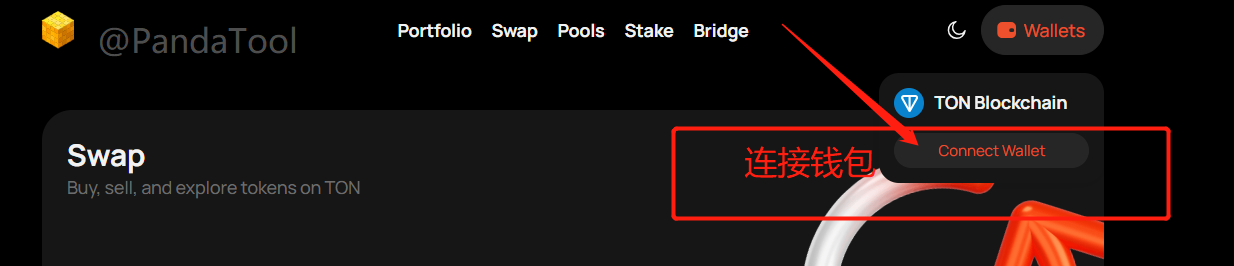 @PandaTool
Portfolio Swap Pools Stake Bridge
Wallets
TON Blockchain
Connect Wallet
连接钱包
Swap
Buy, sell, and explore tokens on TON